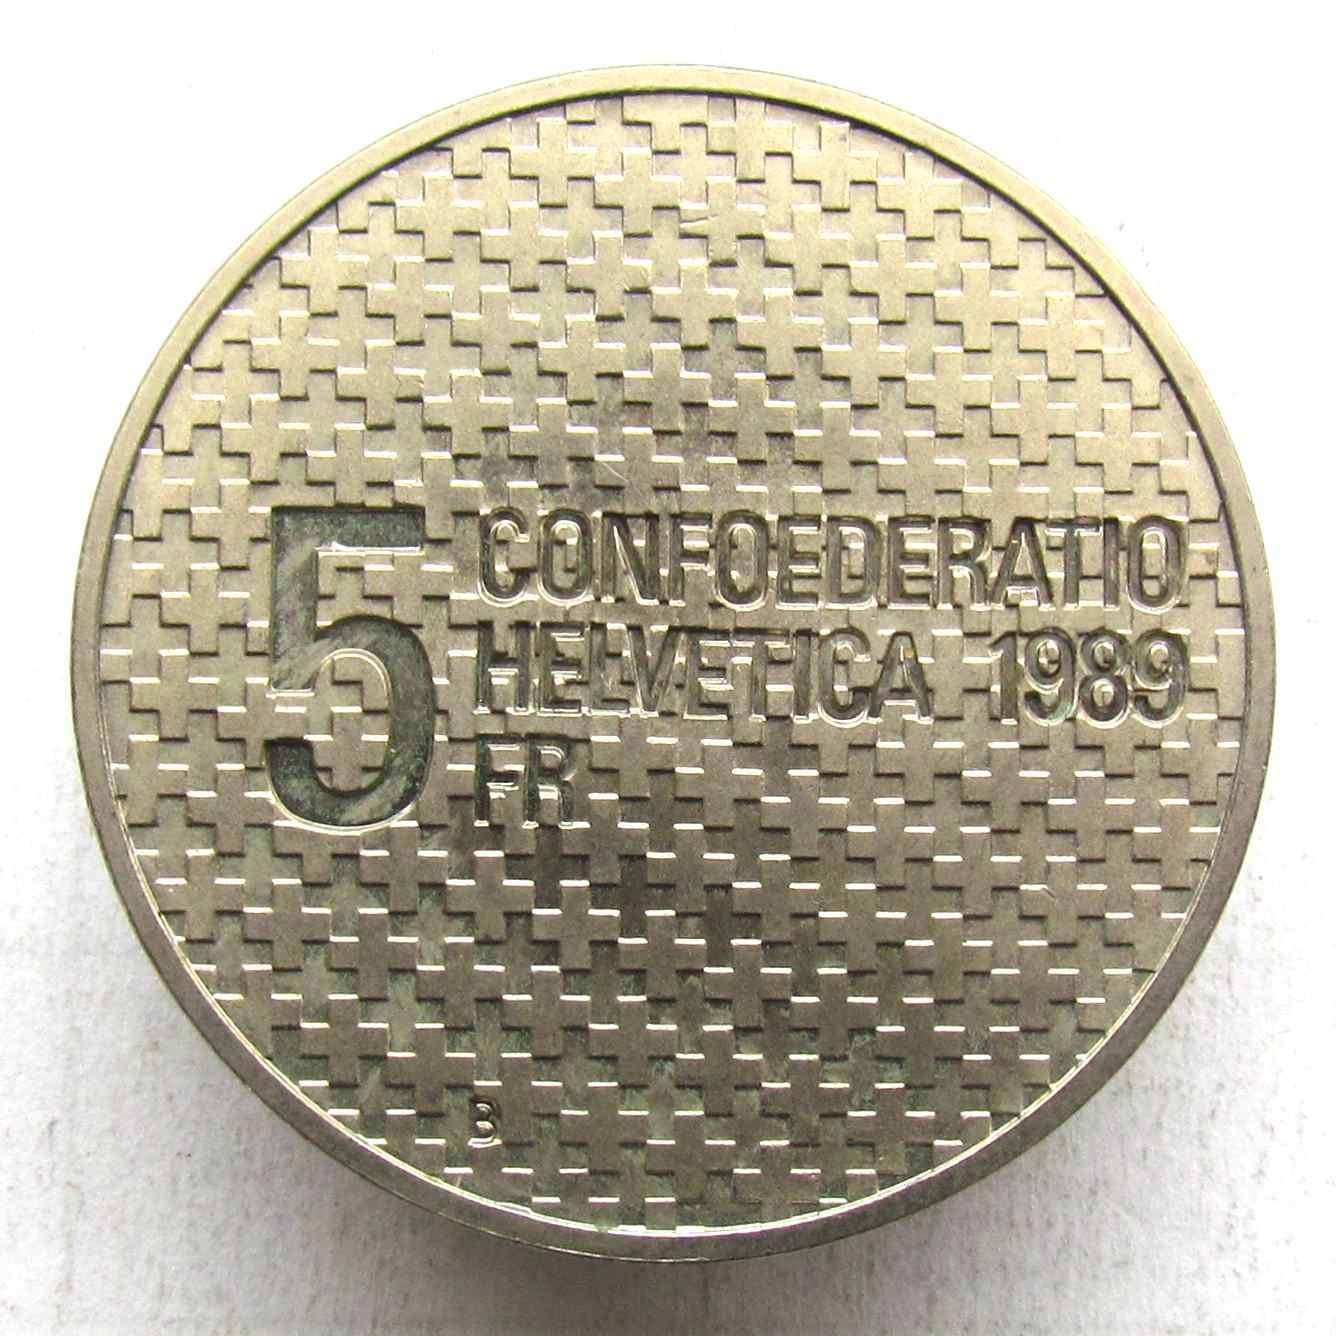 5 CONFOEDERATIO
HELVETICA 1989
FR
B